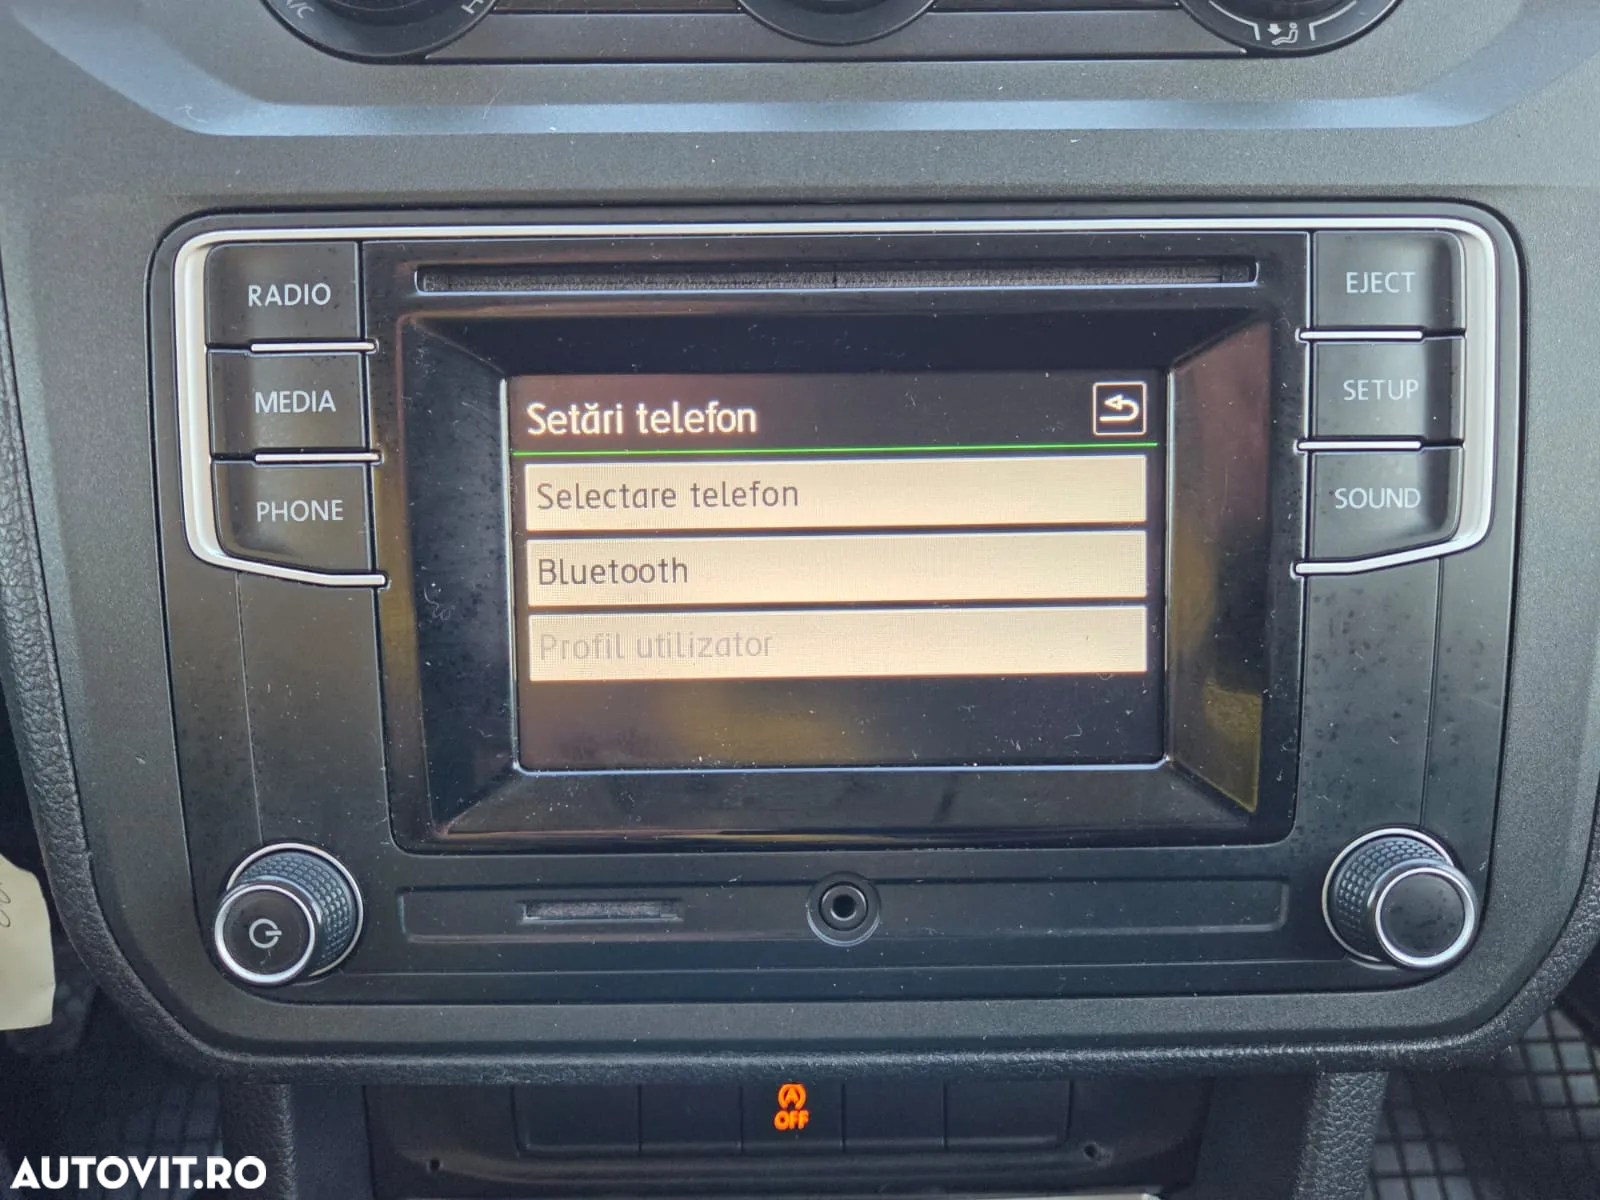 A/C
RADIO
EJECT
MEDIA
SETUP
PHONE
SOUND
Setări telefon
Selectare telefon
Bluetooth
Profil utilizator
A
OFF
AUTOVIT.RO